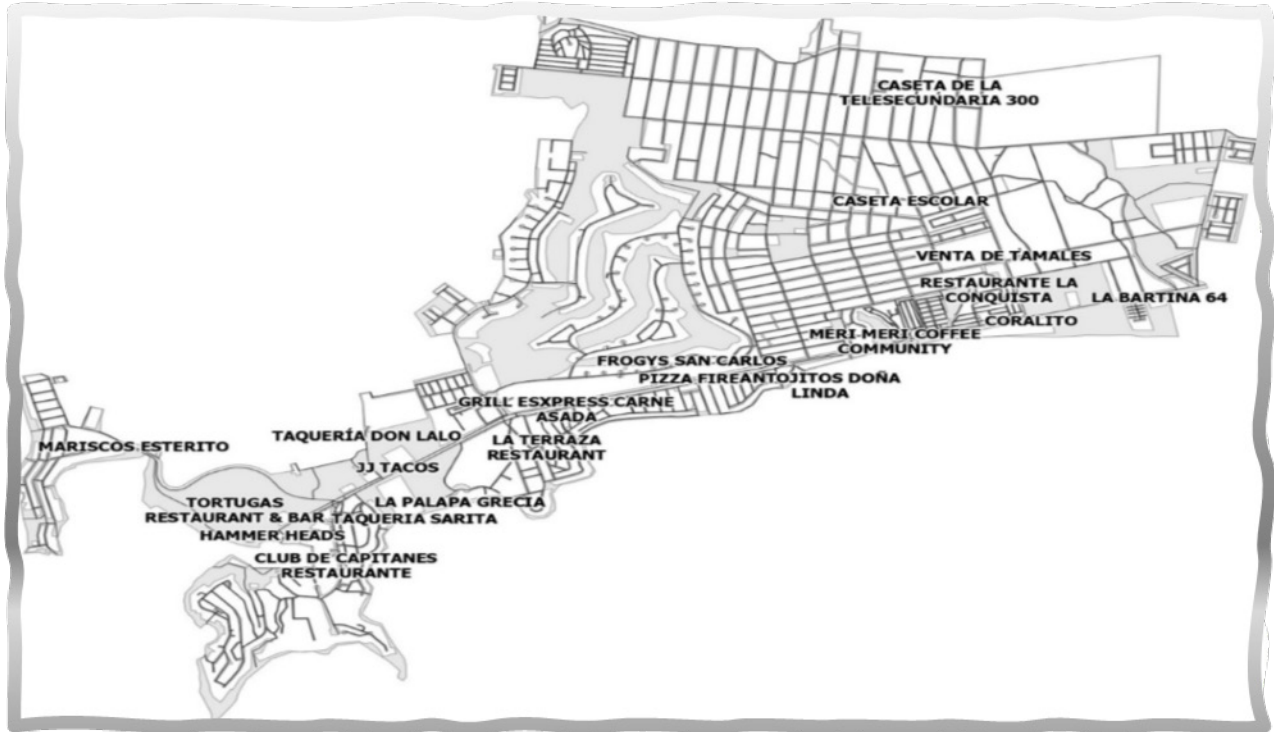 CASETA DE LA
TELESECUNDARIA 300
CASETA ESCOLAR
VENTA DE TAMALES
RESTAURANTE LA
CONQUISTA
LA BARTINA 64
CORALITO
MERI MERI COFFEE
COMMUNITY
FROGYS SAN CARLOS
PIZZA FIREANTOJITOS DOÑA
LINDA
GRILL ESXPRESS CARNE
ASADA
TAQUERÍA DON LALO
LA TERRAZA
RESTAURANT
MARISCOS ESTERITO
JJ TACOS
TORTUGAS
RESTAURANT & BAR
LA PALAPA GRECIA
TAQUERIA SARITA
HAMMER HEADS
CLUB DE CAPITANES
RESTAURANTE